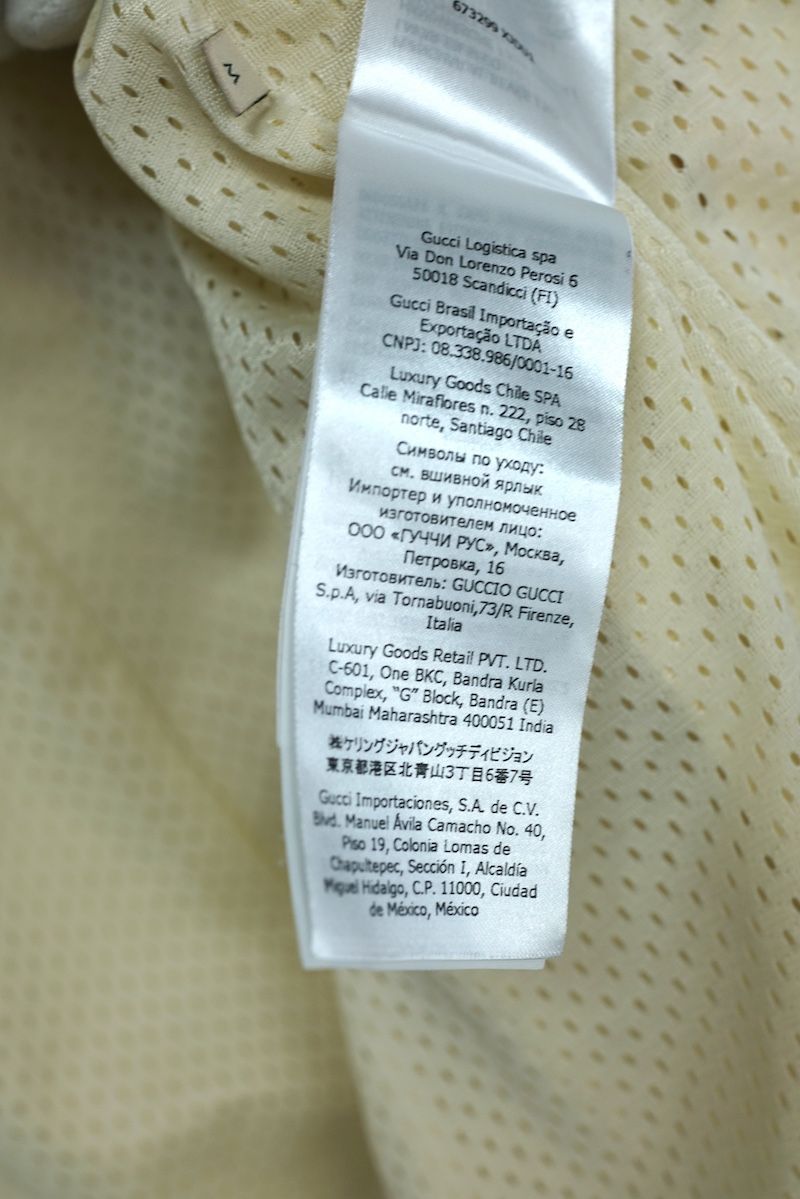 M
Gucci Logistica spa
Via Don Lorenzo Perosi 6
50018 Scandicci (FI)
Gucci Brasil Importação e
Exportação LTDA
CNPJ: 08.338.986/0001-16
Luxury Goods Chile SPA
Calle Miraflores n. 222, piso 28
norte, Santiago Chile
Символы по уходу:
см. вшивной ярлык
Импортер и уполномоченное
изготовителем лицо:
ООО «ГУЧЧИ РУС», Москва,
Петровка, 16
Изготовитель: GUCCIO GUCCI
S.p.A, via Tornabuoni,73/R Firenze,
Italia
Luxury Goods Retail PVT. LTD.
C-601, One BKC, Bandra Kurla
Complex, "G" Block, Bandra (E)
Mumbai Maharashtra 400051 India
㈱ケリングジャパングッチディビジョン
東京都港区北青山3丁目6番7号
Gucci Importaciones, S.A. de C.V.
Blvd. Manuel Ávila Camacho No. 40,
Piso 19, Colonia Lomas de
Chapultepec, Sección I, Alcaldía
Miguel Hidalgo, C.P. 11000, Ciudad
de México, México